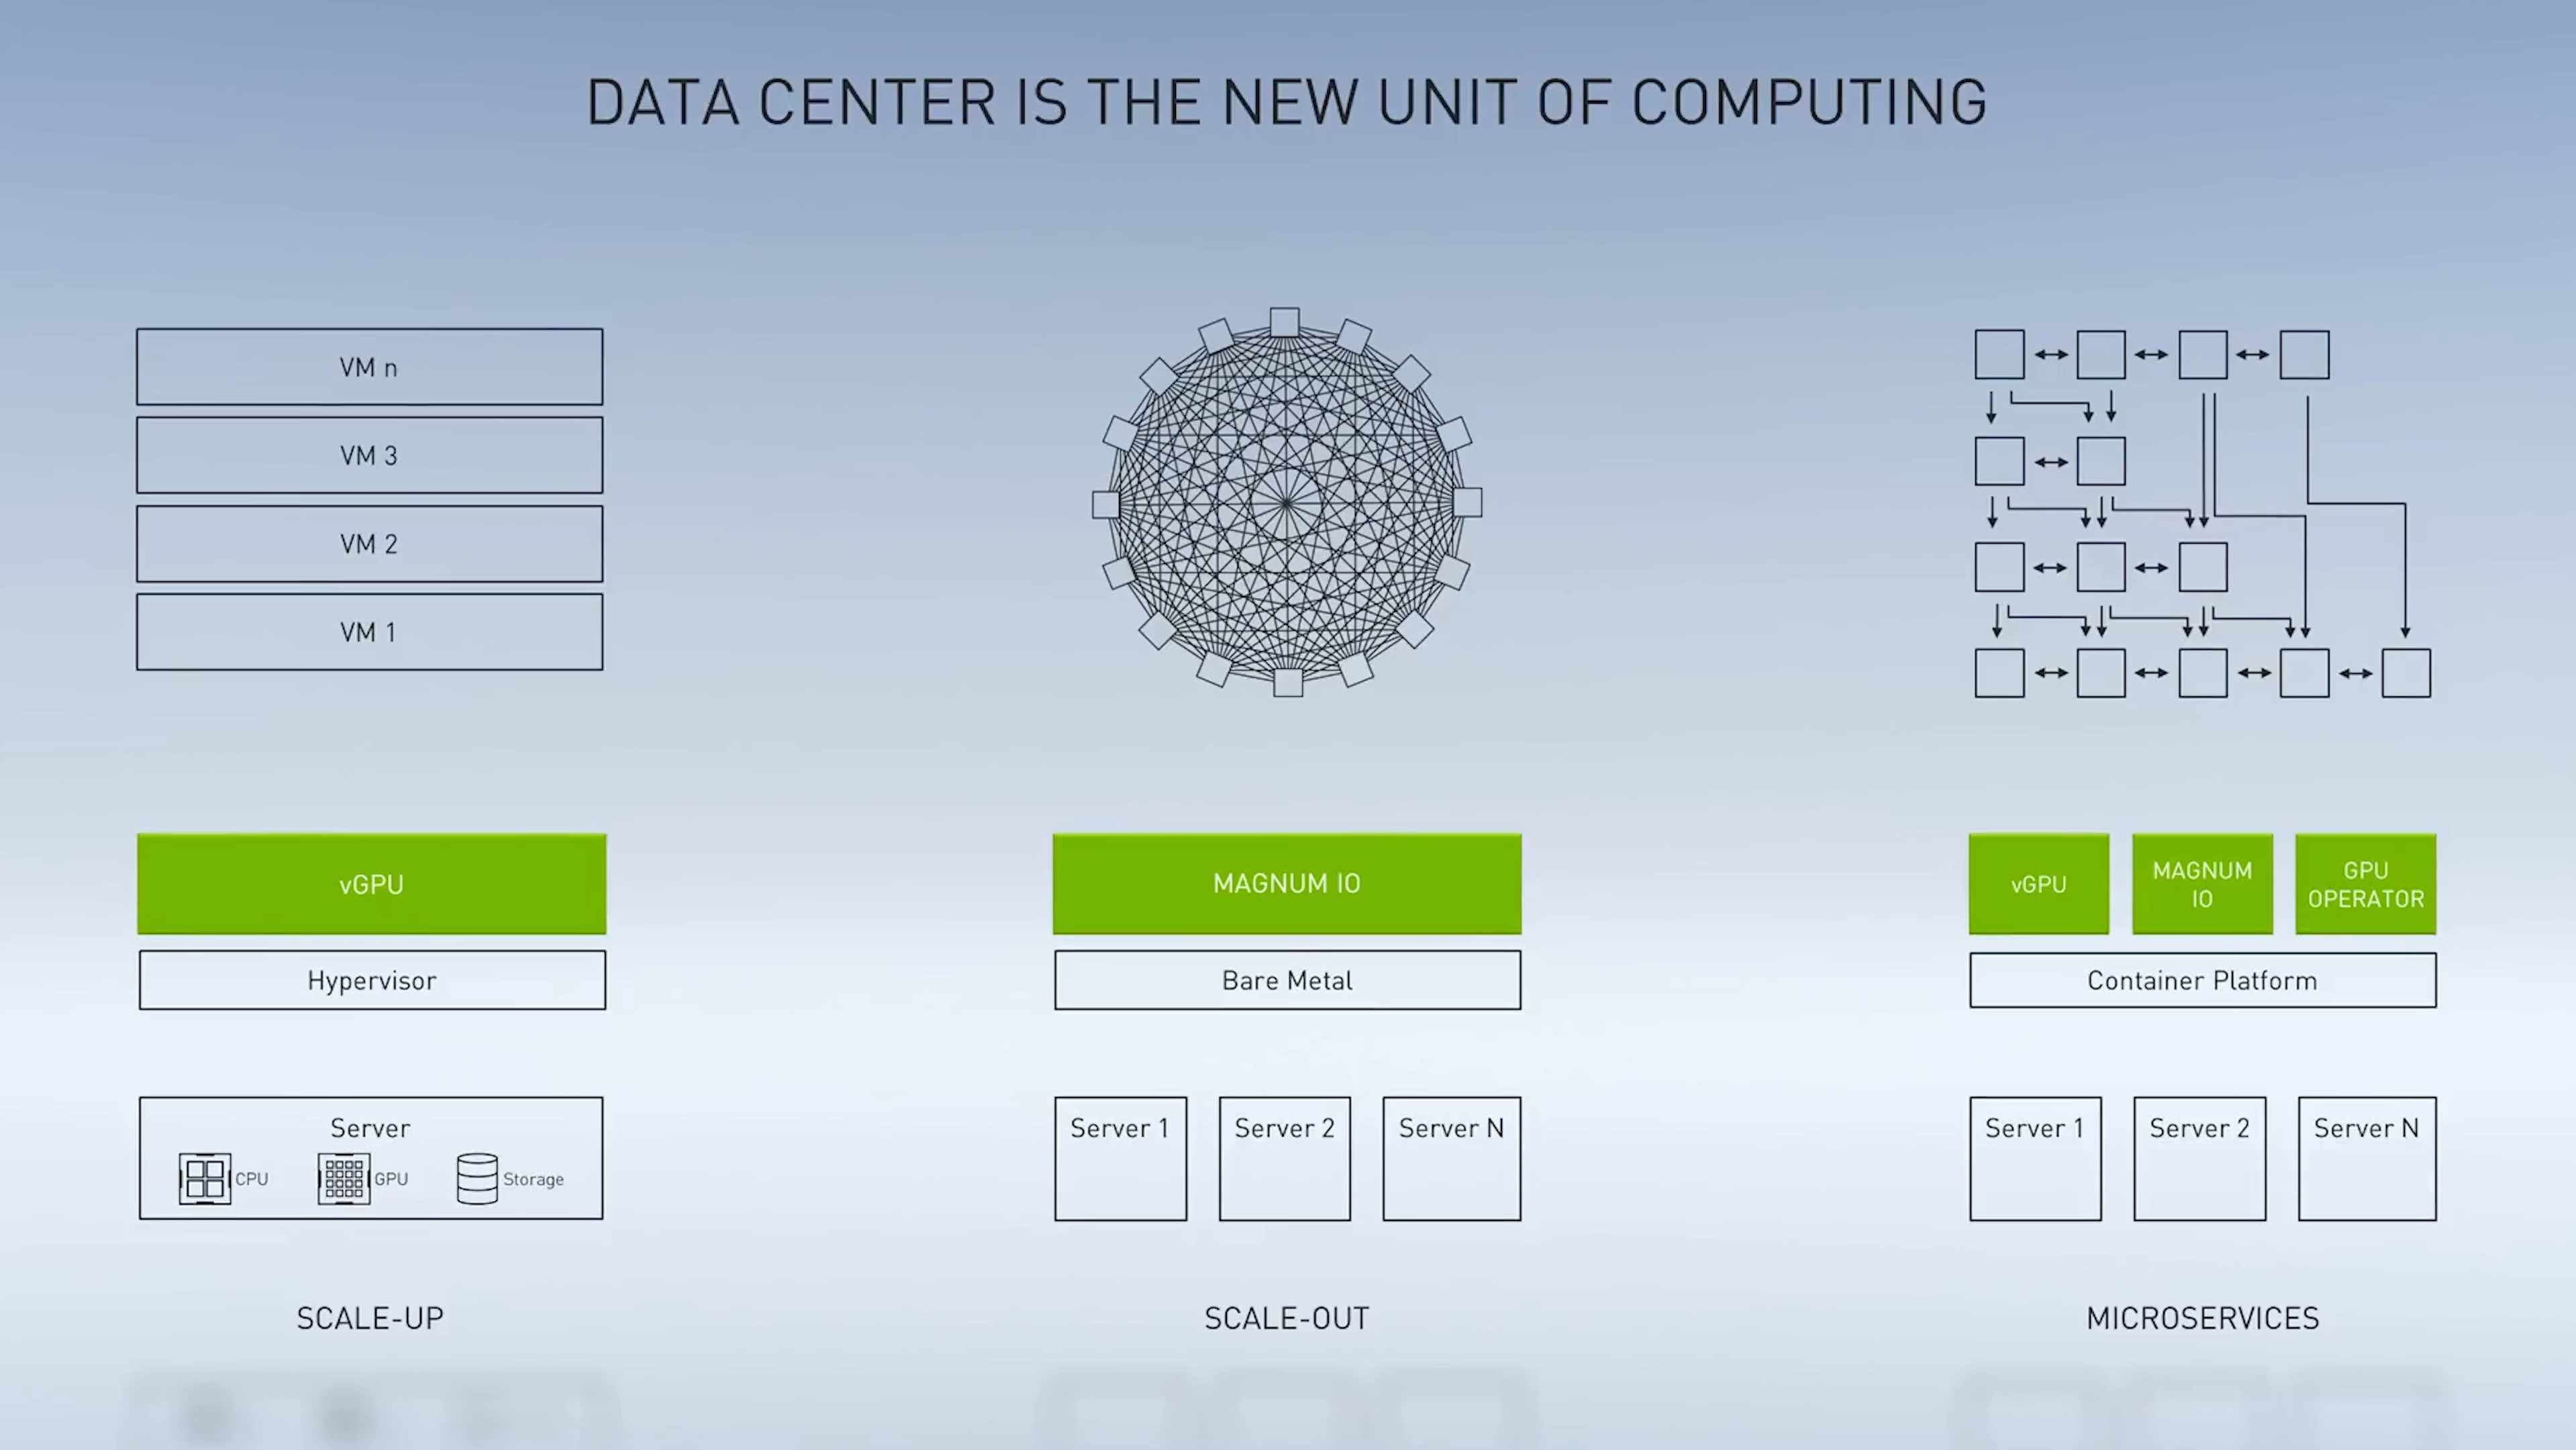 DATA CENTER IS THE NEW UNIT OF COMPUTING
VM n
VM 3
VM 2
VM 1
vGPU
Hypervisor
Server
CPU
GPU
Storage
SCALE-UP
MAGNUM IO
Bare Metal
Server 1
Server 2
Server N
SCALE-OUT
vGPU
MAGNUM
IO
GPU
OPERATOR
Container Platform
Server 1
Server 2
Server N
MICROSERVICES